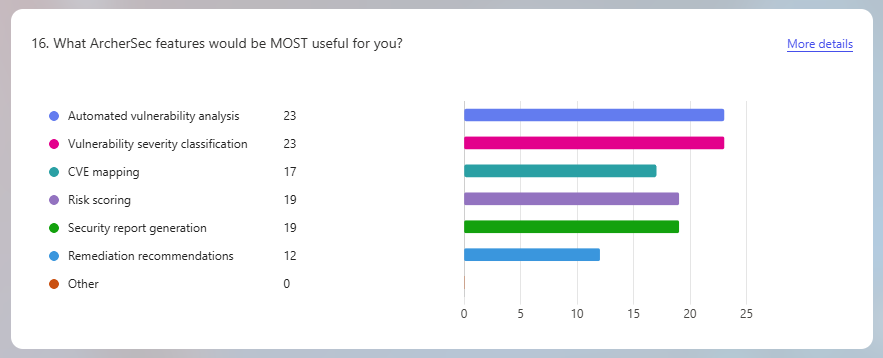 16. What ArcherSec features would be MOST useful for you?
More details
Automated vulnerability analysis 23
Vulnerability severity classification 23
CVE mapping 17
Risk scoring 19
Security report generation 19
Remediation recommendations 12
Other 0
0 5 10 15 20 25